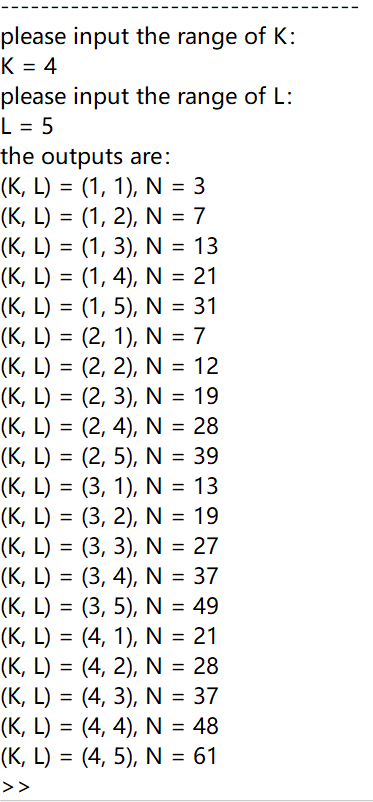 ------------------------------------
please input the range of K:
K = 4
please input the range of L:
L = 5
the outputs are:
(K, L) = (1, 1), N = 3
(K, L) = (1, 2), N = 7
(K, L) = (1, 3), N = 13
(K, L) = (1, 4), N = 21
(K, L) = (1, 5), N = 31
(K, L) = (2, 1), N = 7
(K, L) = (2, 2), N = 12
(K, L) = (2, 3), N = 19
(K, L) = (2, 4), N = 28
(K, L) = (2, 5), N = 39
(K, L) = (3, 1), N = 13
(K, L) = (3, 2), N = 19
(K, L) = (3, 3), N = 27
(K, L) = (3, 4), N = 37
(K, L) = (3, 5), N = 49
(K, L) = (4, 1), N = 21
(K, L) = (4, 2), N = 28
(K, L) = (4, 3), N = 37
(K, L) = (4, 4), N = 48
(K, L) = (4, 5), N = 61
>>